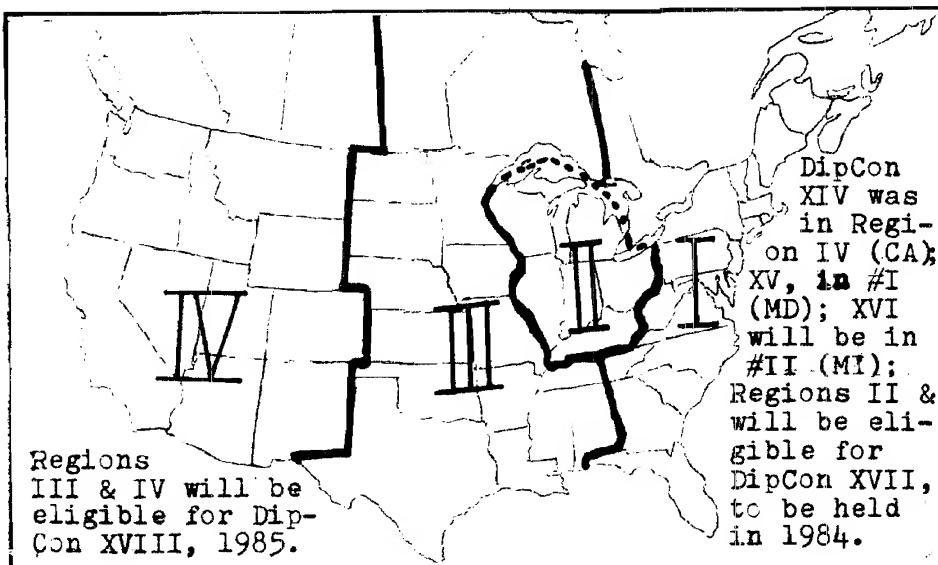 DipCon
XIV was
in Regi-
on IV (CA);
XV, in #I
(MD); XVI
will be in
#II (MI);
Regions II &
will be eli-
gible for
DipCon XVII,
to be held
in 1984.
IV
III
II
I
Regions
III & IV will be
eligible for Dip-
Con XVIII, 1985.